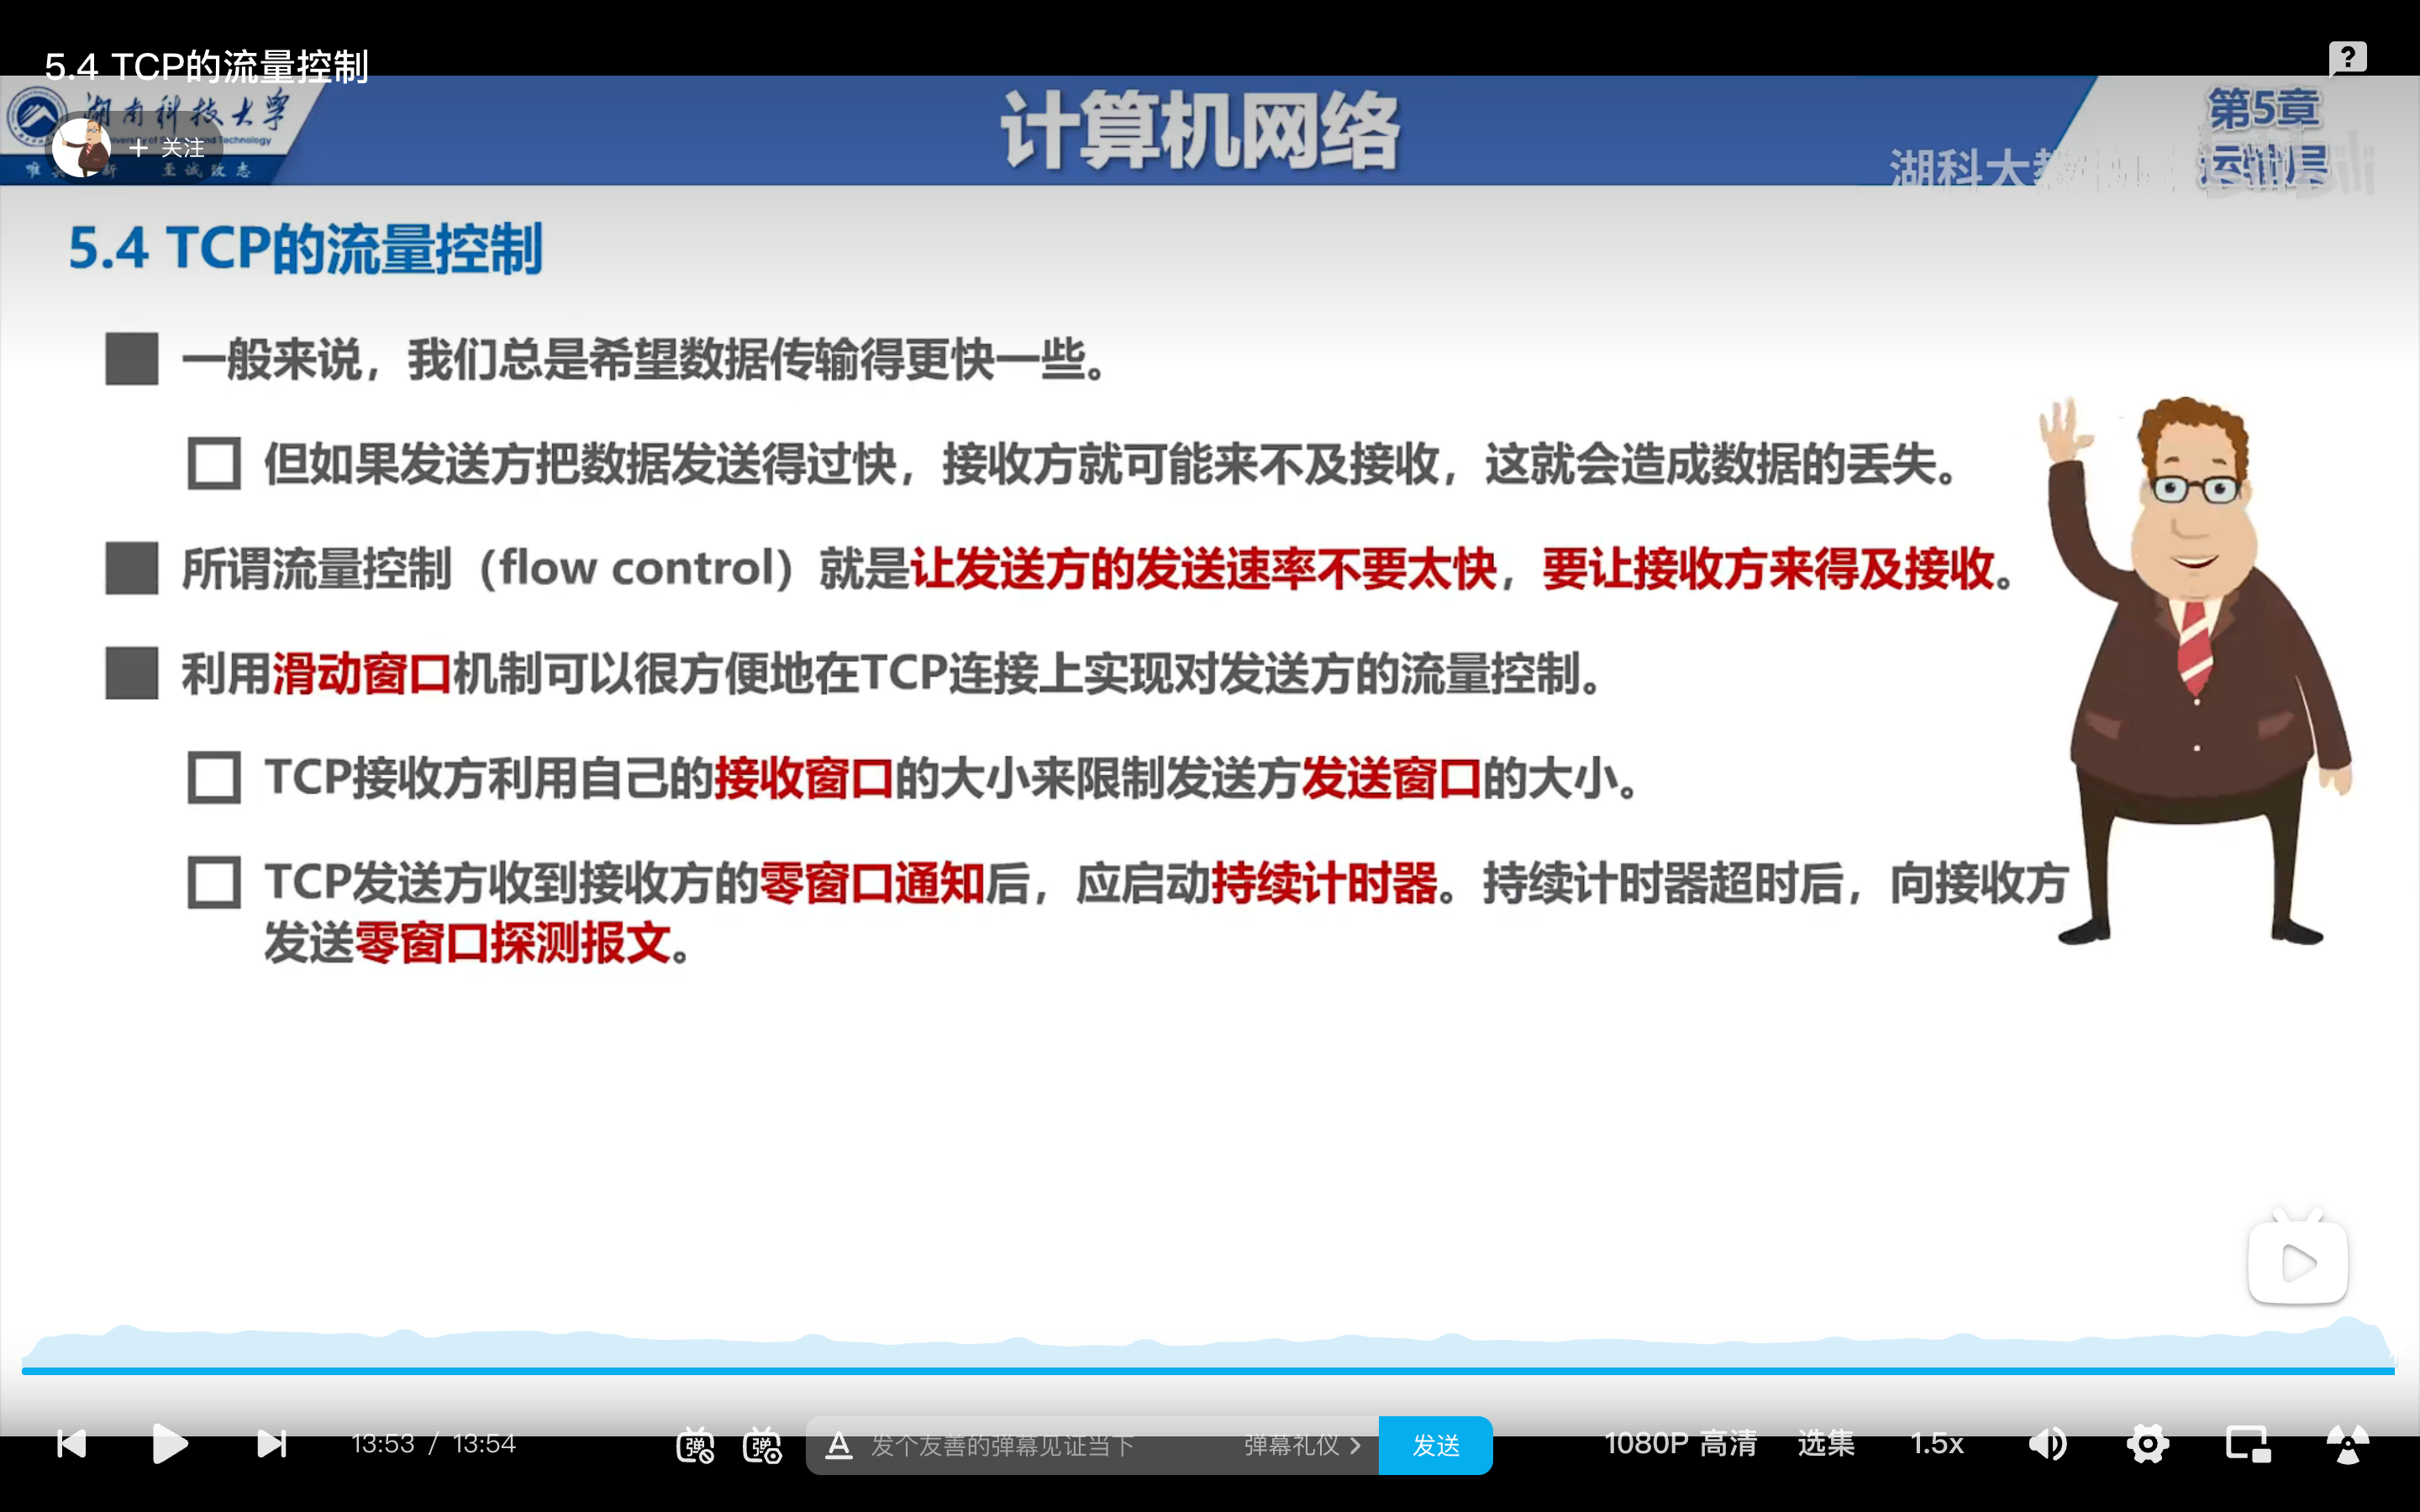 5.4 TCP的流量控制
湖南科技大学
+ 关注
计算机网络
第5章
运输层
湖科大教
5.4 TCP的流量控制
一般来说，我们总是希望数据传输得更快一些。
但如果发送方把数据发送得过快，接收方就可能来不及接收，这就会造成数据的丢失。
所谓流量控制（flow control）就是让发送方的发送速率不要太快，要让接收方来得及接收。
利用滑动窗口机制可以很方便地在TCP连接上实现对发送方的流量控制。
TCP接收方利用自己的接收窗口的大小来限制发送方发送窗口的大小。
TCP发送方收到接收方的零窗口通知后，应启动持续计时器。持续计时器超时后，向接收方
发送零窗口探测报文。
13:53 / 13:54
弹
弹
A
发个友善的弹幕见证当下
弹幕礼仪 >
发送
1080P 高清
选集
1.5x